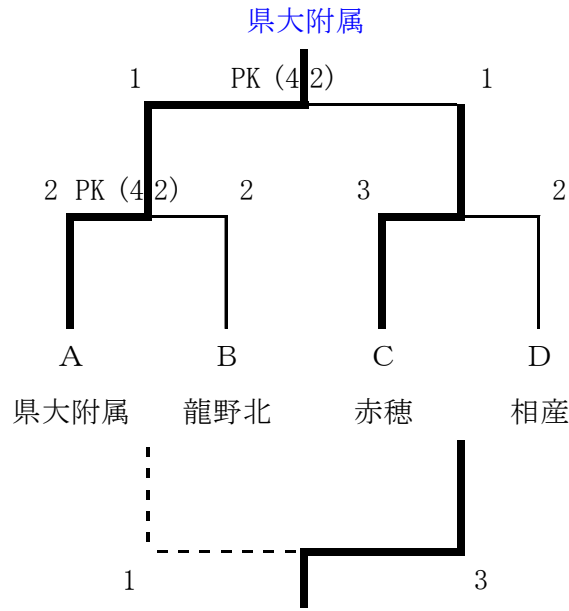 県大附属
1 PK (4 2) 1
2 PK (4 2) 2 3 2
A B C D
県大附属 龍野北 赤穂 相産
1 3